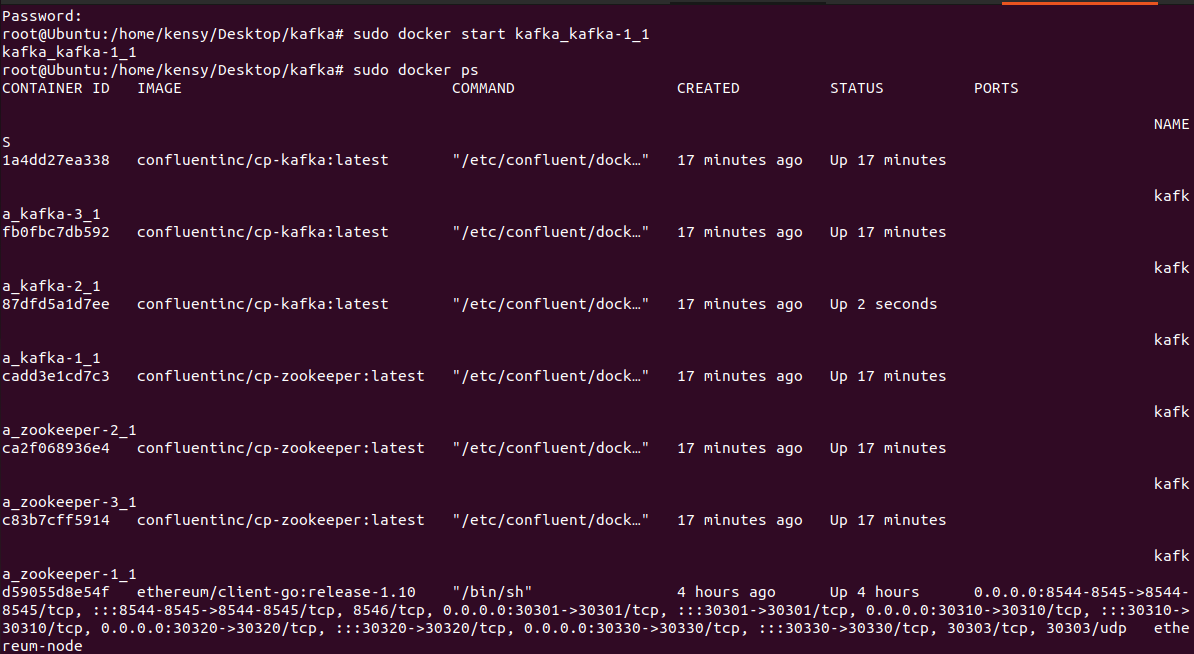 Password:
root@Ubuntu:/home/kensy/Desktop/kafka# sudo docker start kafka_kafka-1_1
kafka_kafka-1_1
root@Ubuntu:/home/kensy/Desktop/kafka# sudo docker ps
CONTAINER ID   IMAGE                              COMMAND                  CREATED          STATUS          PORTS
NAME
S
1a4dd27ea338   confluentinc/cp-kafka:latest       "/etc/confluent/dock…"   17 minutes ago   Up 17 minutes
kafk
a_kafka-3_1
fb0fbc7db592   confluentinc/cp-kafka:latest       "/etc/confluent/dock…"   17 minutes ago   Up 17 minutes
kafk
a_kafka-2_1
87dfd5a1d7ee   confluentinc/cp-kafka:latest       "/etc/confluent/dock…"   17 minutes ago   Up 2 seconds
kafk
a_kafka-1_1
cadd3e1cd7c3   confluentinc/cp-zookeeper:latest   "/etc/confluent/dock…"   17 minutes ago   Up 17 minutes
kafk
a_zookeeper-2_1
ca2f068936e4   confluentinc/cp-zookeeper:latest   "/etc/confluent/dock…"   17 minutes ago   Up 17 minutes
kafk
a_zookeeper-3_1
c83b7cff5914   confluentinc/cp-zookeeper:latest   "/etc/confluent/dock…"   17 minutes ago   Up 17 minutes
kafk
a_zookeeper-1_1
d59055d8e54f   ethereum/client-go:release-1.10    "/bin/sh"                4 hours ago      Up 4 hours      0.0.0.0:8544-8545->8544-
8545/tcp, :::8544-8545->8544-8545/tcp, 8546/tcp, 0.0.0.0:30301->30301/tcp, :::30301->30301/tcp, 0.0.0.0:30310->30310/tcp, :::30310->
30310/tcp, 0.0.0.0:30320->30320/tcp, :::30320->30320/tcp, 0.0.0.0:30330->30330/tcp, :::30330->30330/tcp, 30303/tcp, 30303/udp   ethe
reum-node